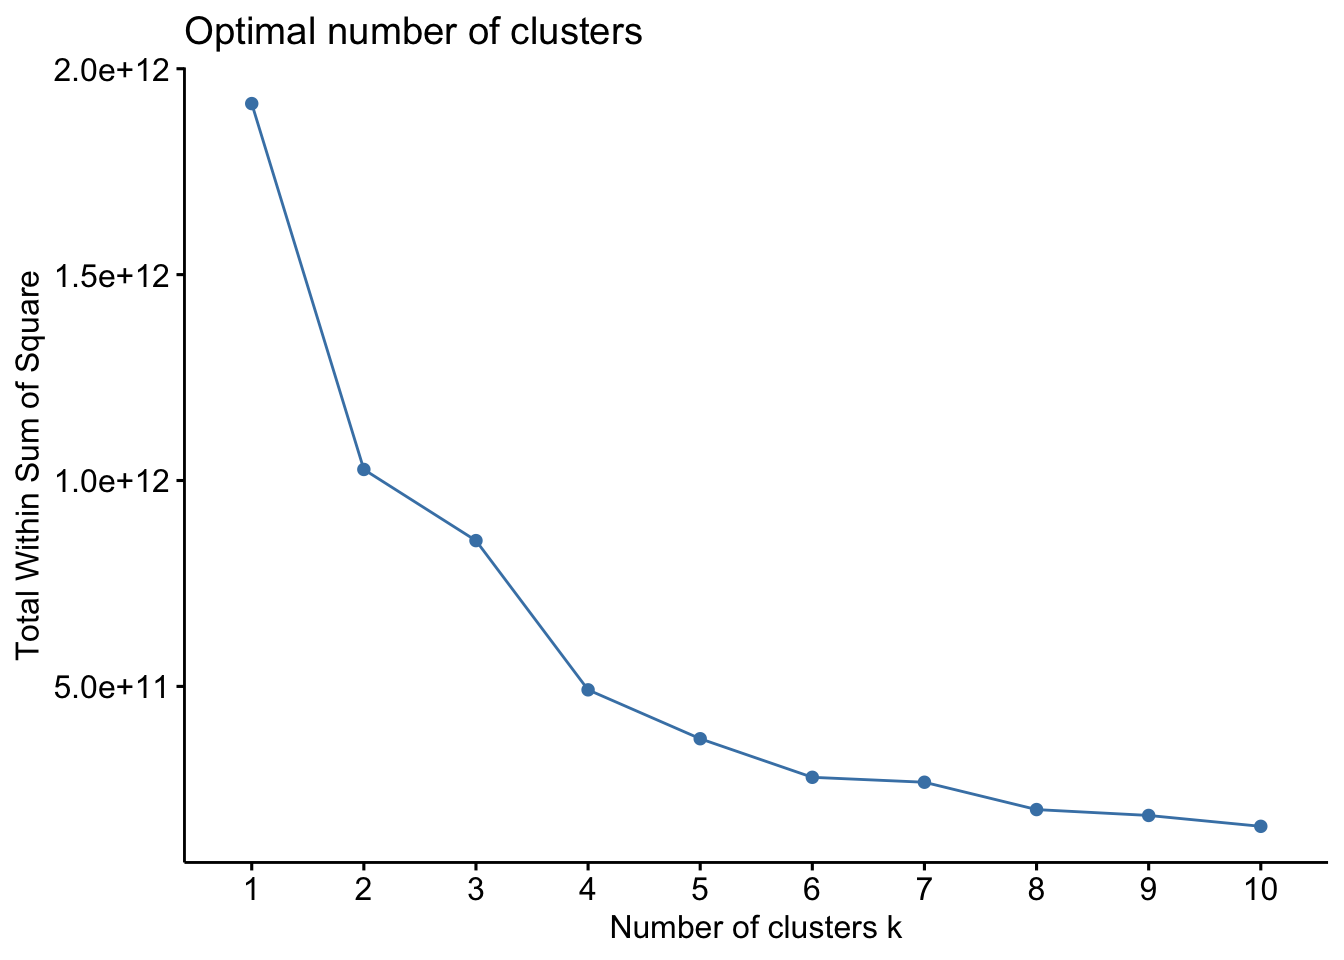 Optimal number of clusters
2.0e+12
1.5e+12
1.0e+12
5.0e+11
Total Within Sum of Square
1 2 3 4 5 6 7 8 9 10
Number of clusters k